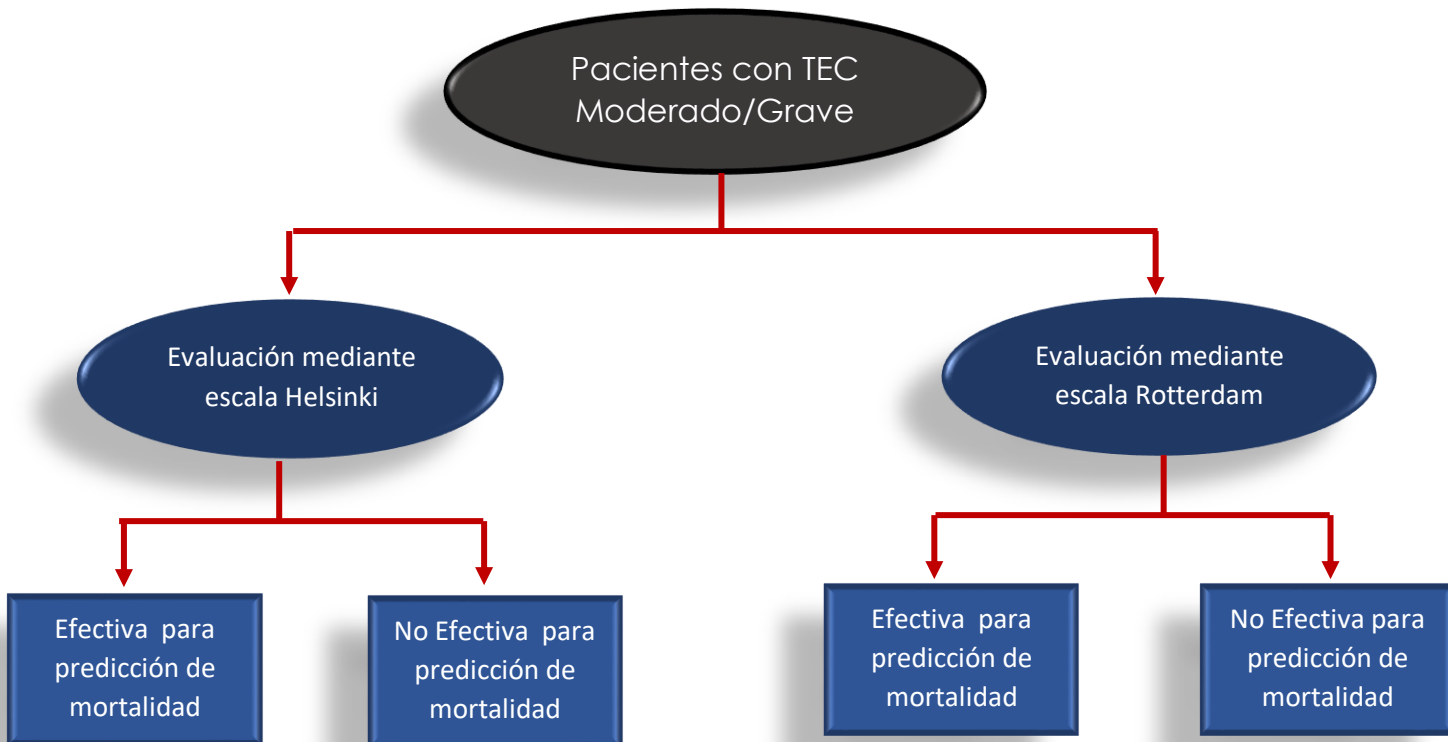 Pacientes con TEC
Moderado/Grave
Evaluación mediante
escala Helsinki
Evaluación mediante
escala Rotterdam
Efectiva para
predicción de
mortalidad
No Efectiva para
predicción de
mortalidad
Efectiva para
predicción de
mortalidad
No Efectiva para
predicción de
mortalidad